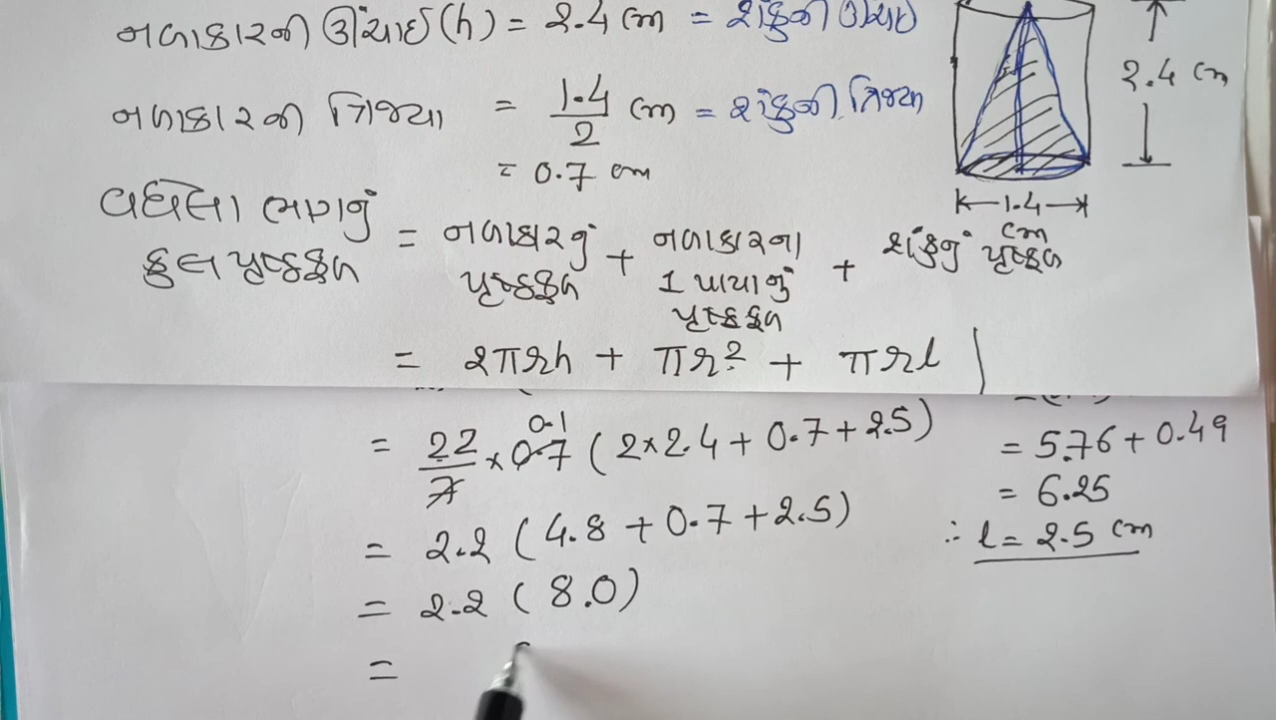 નળાકારની ઊંચાઈ (h) = 2.4 cm = શંકુની ઊંચાઈ
નળાકારની ત્રિજ્યા = 1.4/2 cm = શંકુની ત્રિજ્યા
= 0.7 cm
2.4 cm
1.4 cm
વધેલા ભાગનું કુલ પૃષ્ઠફળ = નળાકારનું પૃષ્ઠફળ + નળાકારના 1 પાયાનું પૃષ્ઠફળ + શંકુનું પૃષ્ઠફળ
= 2πrh + πr² + πrl
= 22/7 × 0.7 0.1 (2×2.4 + 0.7 + 2.5)
= 2.2 (4.8 + 0.7 + 2.5)
= 2.2 (8.0)
=
= 5.76 + 0.49
= 6.25
∴ l = 2.5 cm